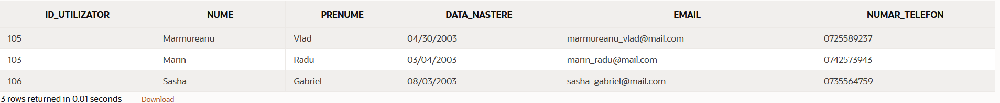 ID_UTILIZATOR NUME PRENUME DATA_NASTERE EMAIL NUMAR_TELEFON
105 Marmureanu Vlad 04/30/2003 marmureanu_vlad@mail.com 0725589237
103 Marin Radu 03/04/2003 marin_radu@mail.com 0742573943
106 Sasha Gabriel 08/03/2003 sasha_gabriel@mail.com 0735564759
3 rows returned in 0.01 seconds Download